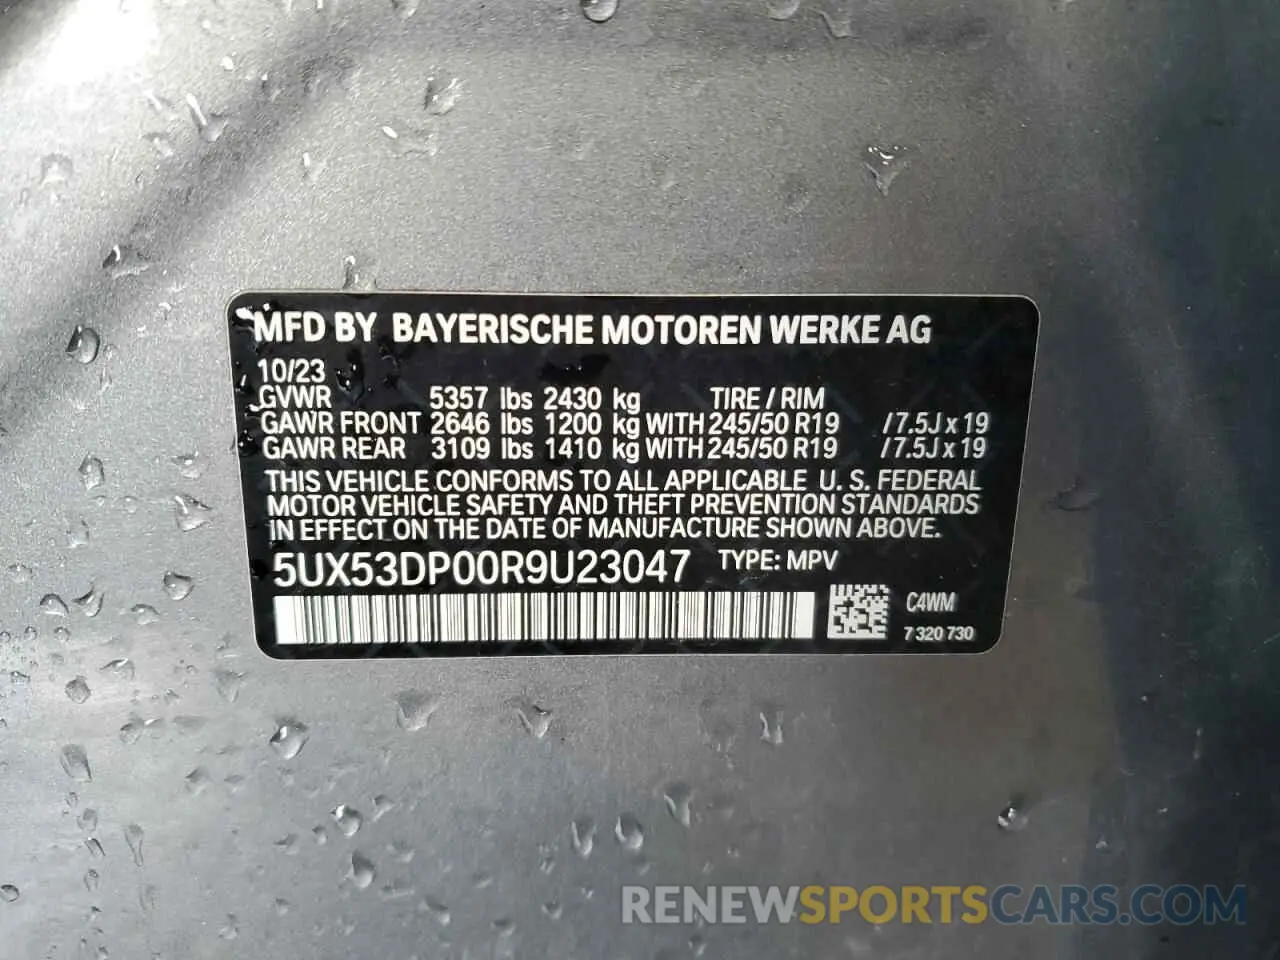 MFD BY BAYERISCHE MOTOREN WERKE AG
10/23
GVWR 5357 lbs 2430 kg TIRE / RIM
GAWR FRONT 2646 lbs 1200 kg WITH 245/50 R19 / 7.5J x 19
GAWR REAR 3109 lbs 1410 kg WITH 245/50 R19 / 7.5J x 19
THIS VEHICLE CONFORMS TO ALL APPLICABLE U. S. FEDERAL
MOTOR VEHICLE SAFETY AND THEFT PREVENTION STANDARDS
IN EFFECT ON THE DATE OF MANUFACTURE SHOWN ABOVE.
5UX53DP00R9U23047 TYPE: MPV
C4WM
7 320 730
RENEWSPORTSCARS.COM